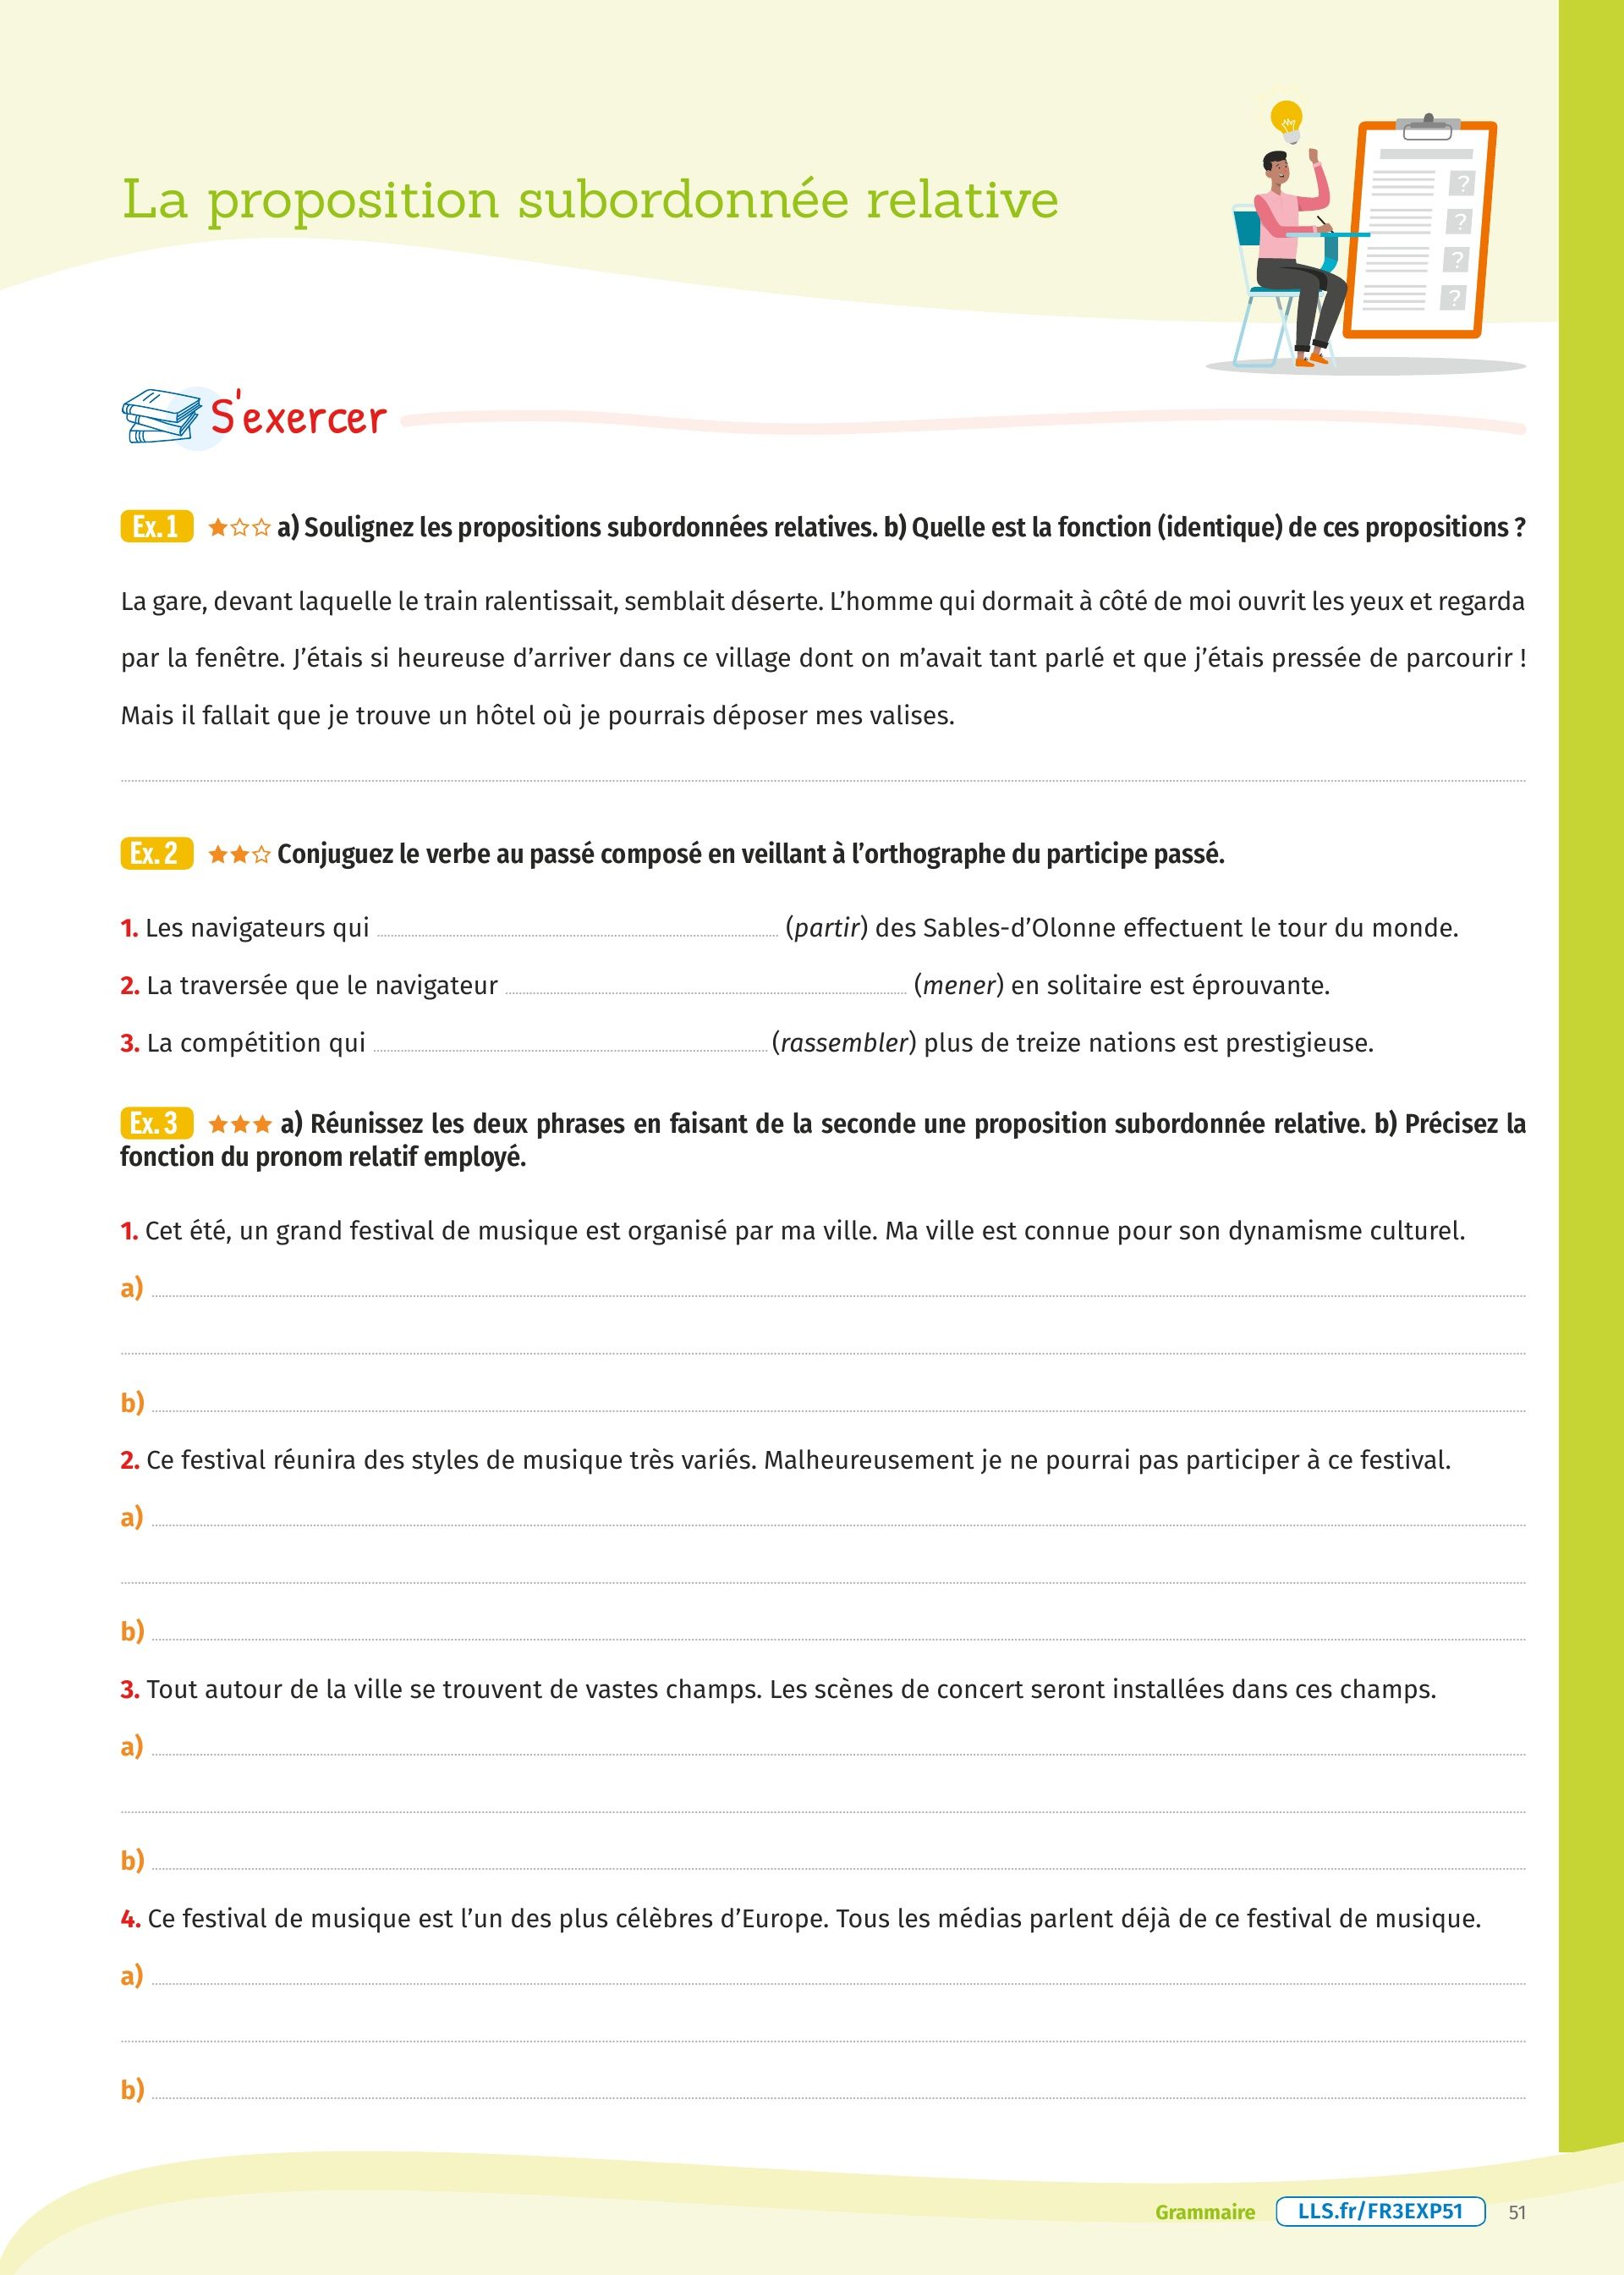 La proposition subordonnée relative
?
?
?
?
S'exercer
Ex. 1 a) Soulignez les propositions subordonnées relatives. b) Quelle est la fonction (identique) de ces propositions ?
La gare, devant laquelle le train ralentissait, semblait déserte. L’homme qui dormait à côté de moi ouvrit les yeux et regarda
par la fenêtre. J’étais si heureuse d’arriver dans ce village dont on m’avait tant parlé et que j’étais pressée de parcourir !
Mais il fallait que je trouve un hôtel où je pourrais déposer mes valises.
Ex. 2 Conjuguez le verbe au passé composé en veillant à l’orthographe du participe passé.
1. Les navigateurs qui (partir) des Sables-d’Olonne effectuent le tour du monde.
2. La traversée que le navigateur (mener) en solitaire est éprouvante.
3. La compétition qui (rassembler) plus de treize nations est prestigieuse.
Ex. 3 a) Réunissez les deux phrases en faisant de la seconde une proposition subordonnée relative. b) Précisez la
fonction du pronom relatif employé.
1. Cet été, un grand festival de musique est organisé par ma ville. Ma ville est connue pour son dynamisme culturel.
a)
b)
2. Ce festival réunira des styles de musique très variés. Malheureusement je ne pourrai pas participer à ce festival.
a)
b)
3. Tout autour de la ville se trouvent de vastes champs. Les scènes de concert seront installées dans ces champs.
a)
b)
4. Ce festival de musique est l’un des plus célèbres d’Europe. Tous les médias parlent déjà de ce festival de musique.
a)
b)
Grammaire LLS.fr/FR3EXP51 51